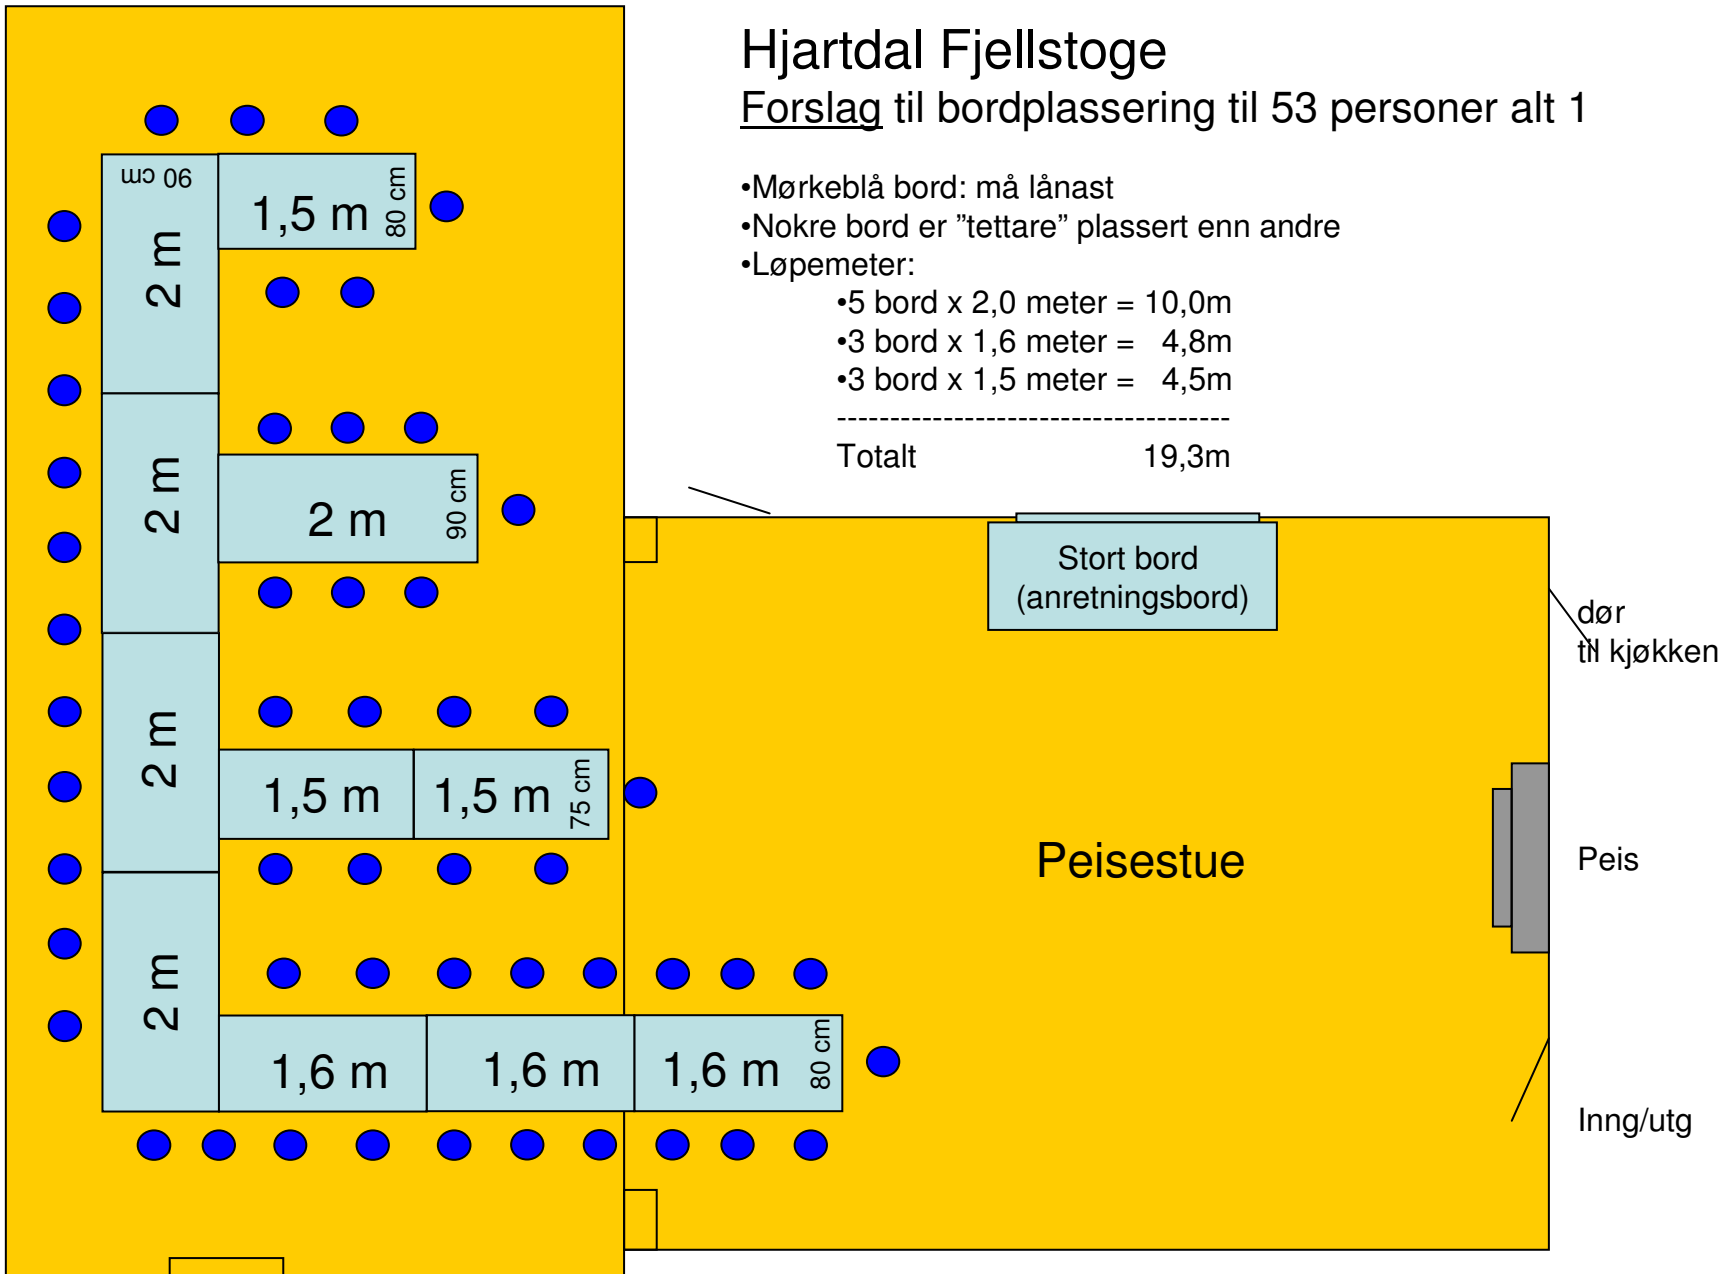 Hjartdal Fjellstoge
Forslag til bordplassering til 53 personer alt 1
•Mørkeblå bord: må lånast
•Nokre bord er ”tettare” plassert enn andre
•Løpemeter:
•5 bord x 2,0 meter = 10,0m
•3 bord x 1,6 meter = 4,8m
•3 bord x 1,5 meter = 4,5m
-------------------------------------
Totalt 19,3m
90 cm
2 m
1,5 m
80 cm
2 m
2 m
90 cm
2 m
1,5 m
1,5 m
75 cm
2 m
1,6 m
1,6 m
1,6 m
80 cm
Stort bord
(anretningsbord)
dør
til kjøkken
Peisestue
Peis
Inng/utg